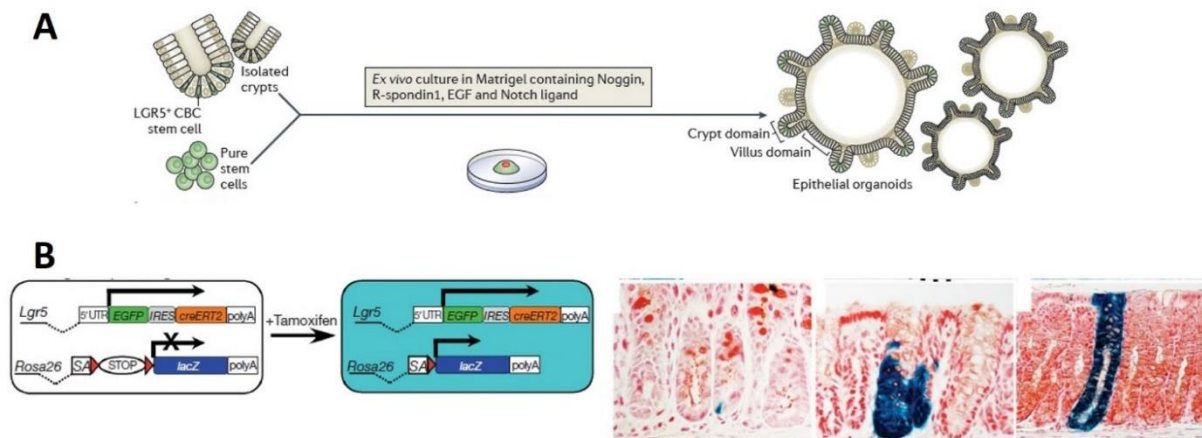 A
Isolated
crypts
LGR5⁺ CBC
stem cell
Pure
stem
cells
Ex vivo culture in Matrigel containing Noggin,
R-spondin1, EGF and Notch ligand
Crypt domain
Villus domain
Epithelial organoids
B
Lgr5 5'UTR EGFP IRES creERT2 polyA
X
Rosa26 SA STOP lacZ polyA
+Tamoxifen
Lgr5 5'UTR EGFP IRES creERT2 polyA
Rosa26 SA lacZ polyA